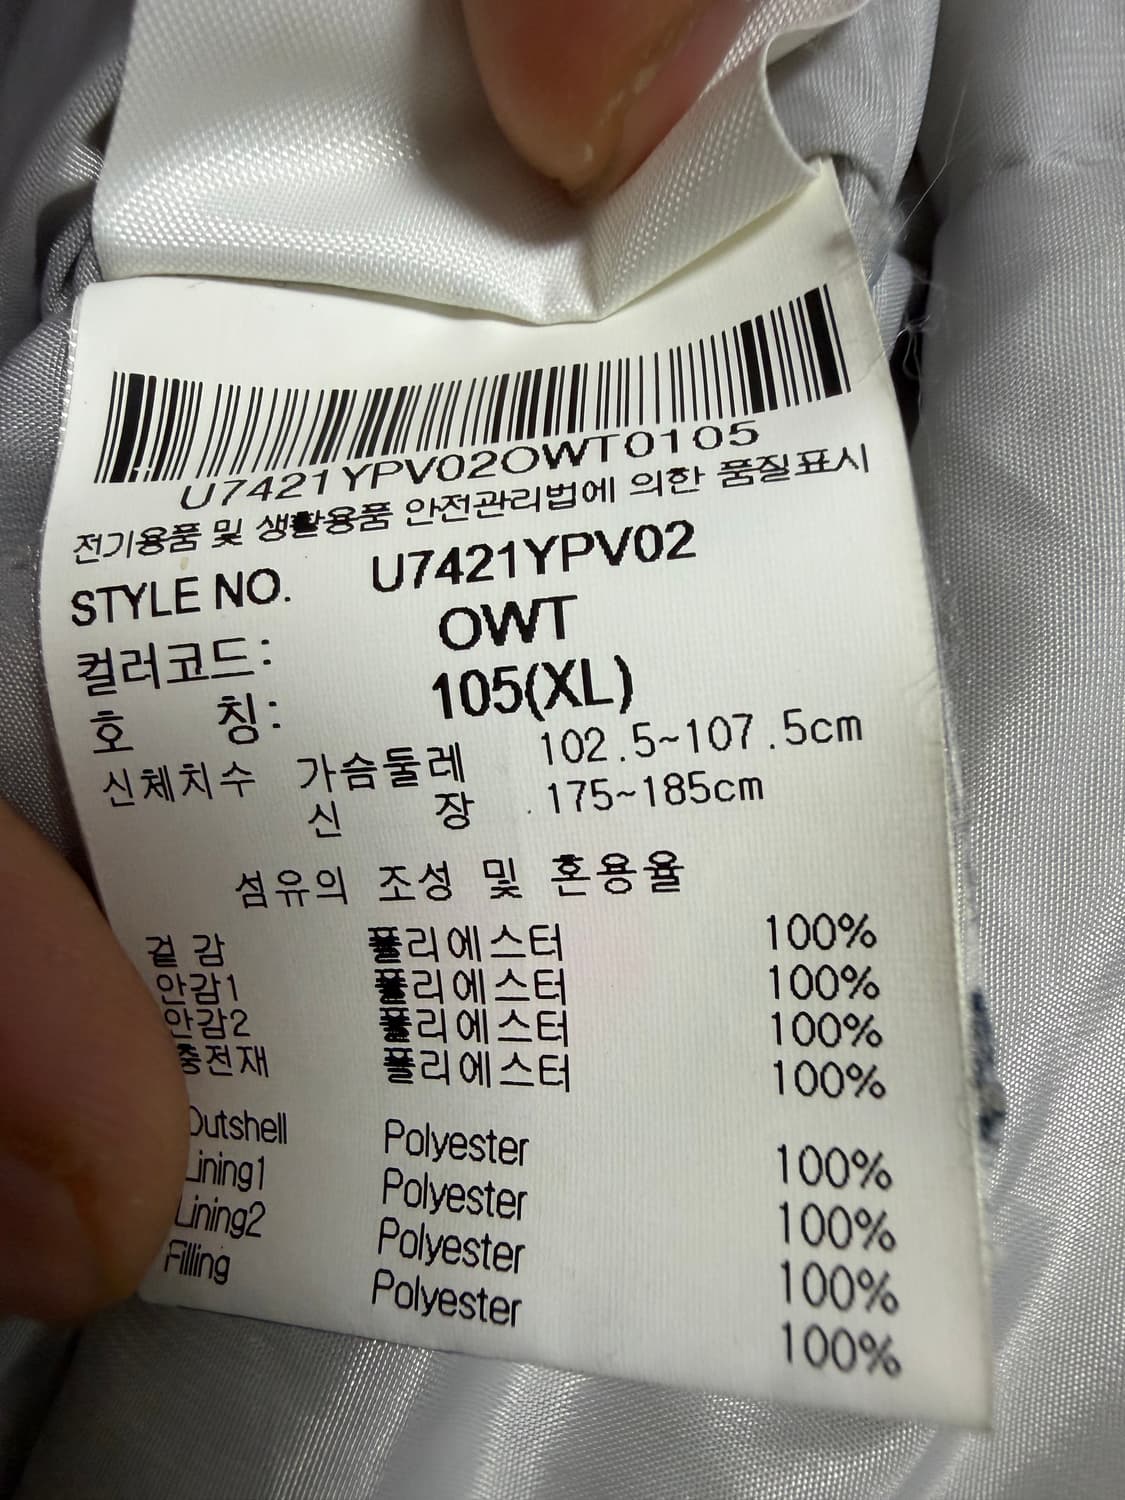 U7421YPV02OWT0105
전기용품 및 생활용품 안전관리법에 의한 품질표시
STYLE NO. U7421YPV02
컬러코드: OWT
호 칭: 105(XL)
신체치수 가슴둘레 102.5~107.5cm
신 장 175~185cm
섬유의 조성 및 혼용율
겉 감 폴리에스터 100%
안감1 폴리에스터 100%
안감2 폴리에스터 100%
충전재 폴리에스터 100%
Outshell Polyester 100%
Lining1 Polyester 100%
Lining2 Polyester 100%
Filling Polyester 100%